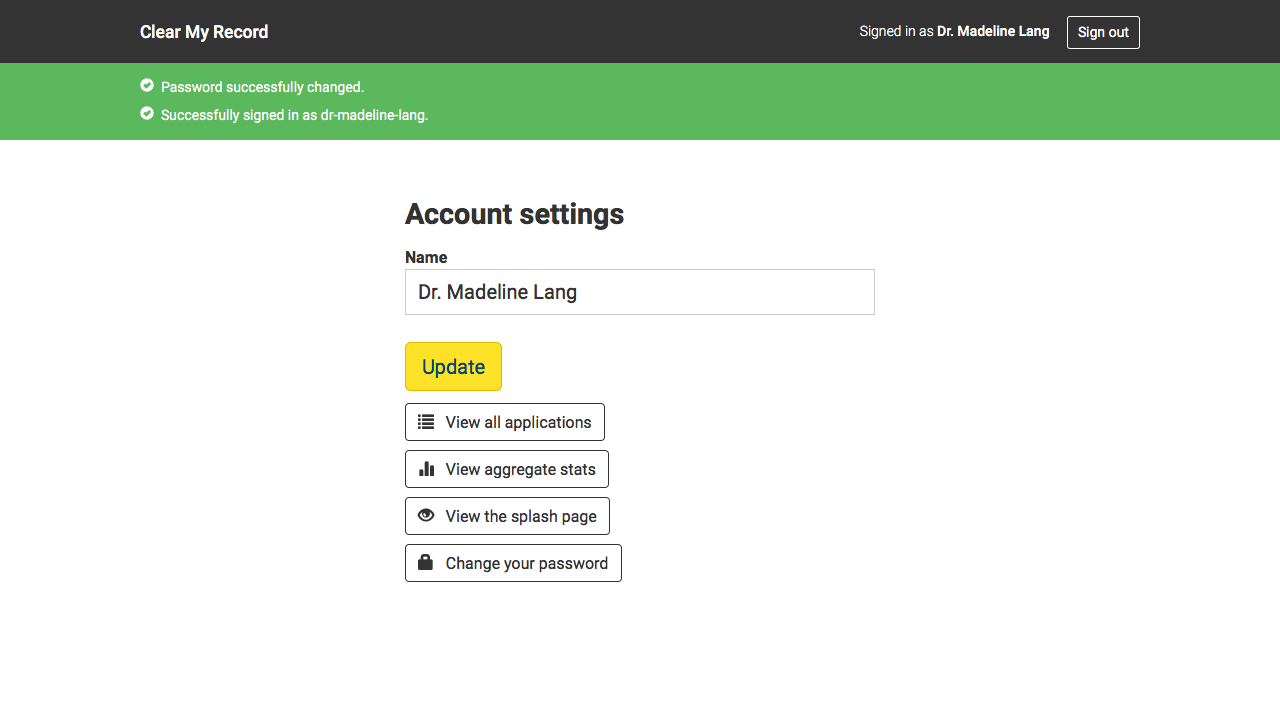 Clear My Record
Signed in as Dr. Madeline Lang
Sign out
Password successfully changed.
Successfully signed in as dr-madeline-lang.
Account settings
Name
Dr. Madeline Lang
Update
View all applications
View aggregate stats
View the splash page
Change your password